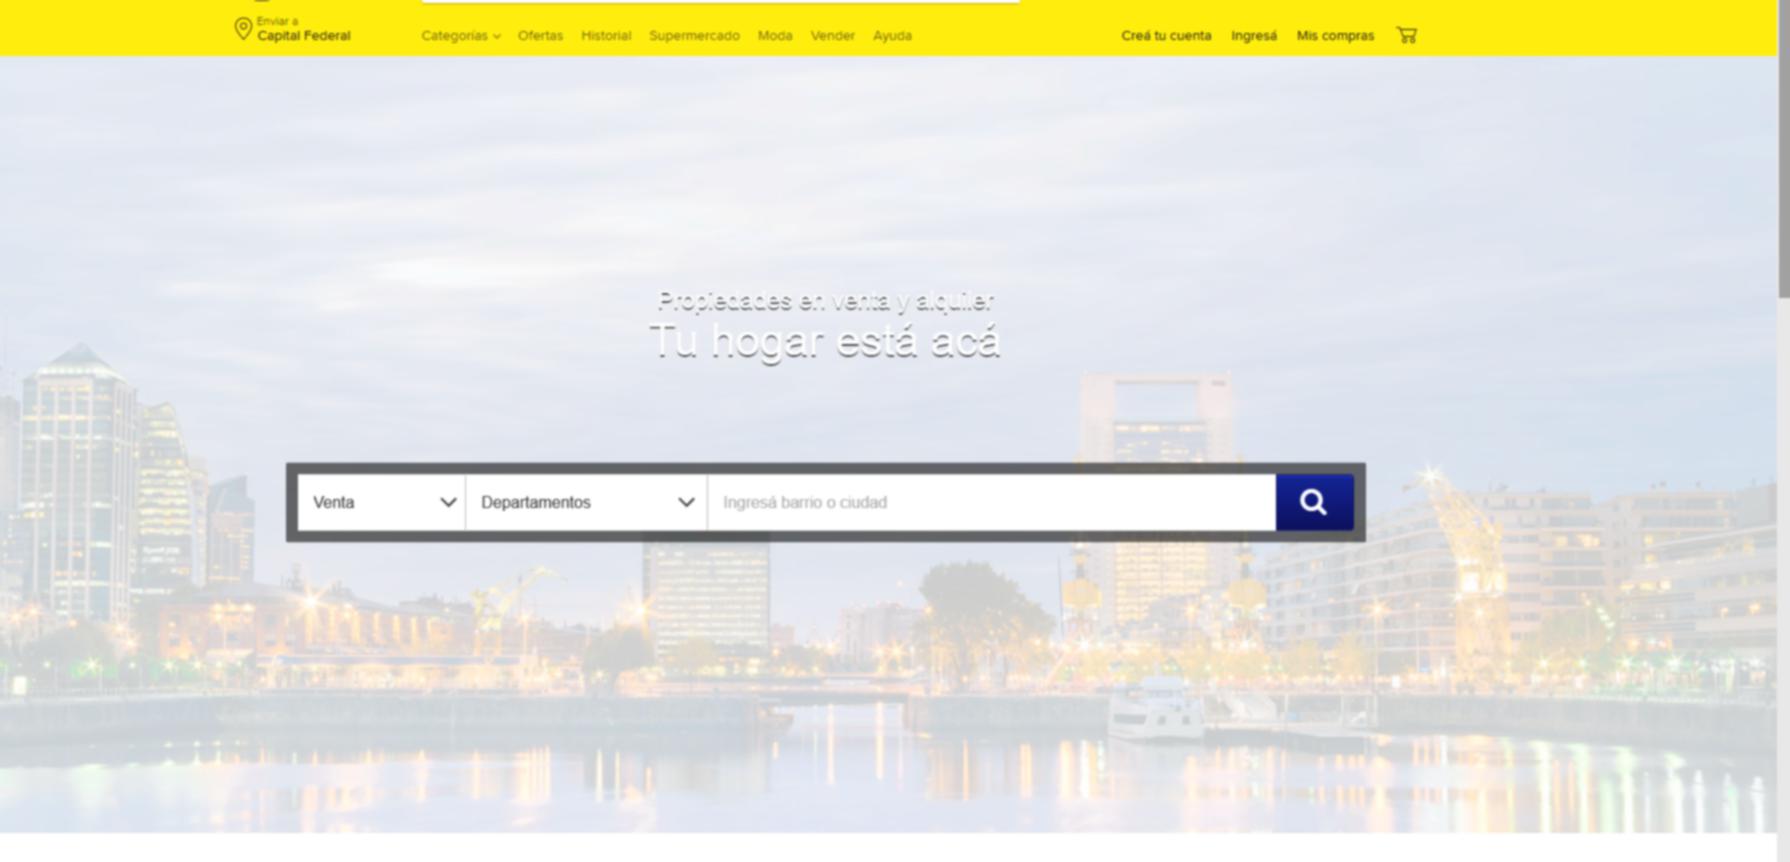 Enviar a
Capital Federal
Categorías Ofertas Historial Supermercado Moda Vender Ayuda
Creá tu cuenta Ingresá Mis compras
Propiedades en venta y alquiler
Tu hogar está acá
Venta Departamentos Ingresá barrio o ciudad